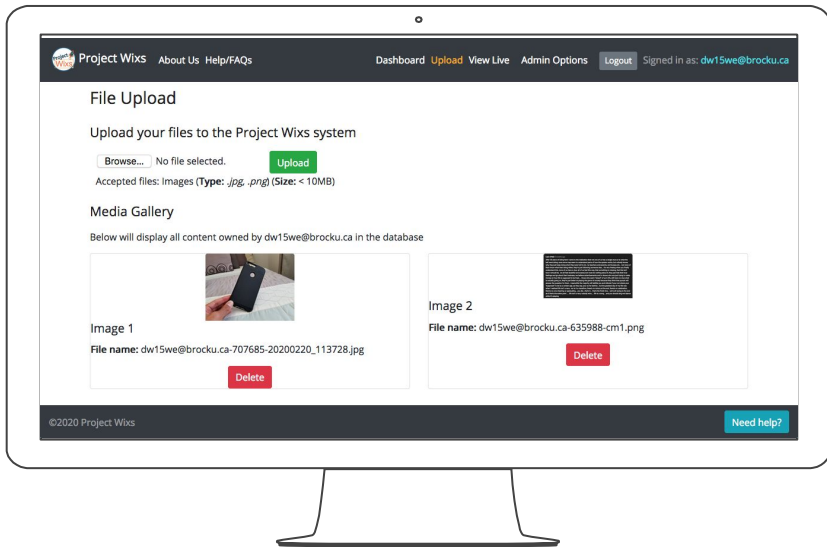 Project Wixs
Project Wixs About Us Help/FAQs Dashboard Upload View Live Admin Options Logout Signed in as: dw15we@brocku.ca
File Upload
Upload your files to the Project Wixs system
Browse... No file selected. Upload
Accepted files: Images (Type: .jpg, .png) (Size: < 10MB)
Media Gallery
Below will display all content owned by dw15we@brocku.ca in the database
Image 1
File name: dw15we@brocku.ca-707685-20200220_113728.jpg
Delete
Image 2
File name: dw15we@brocku.ca-635988-cm1.png
Delete
©2020 Project Wixs Need help?